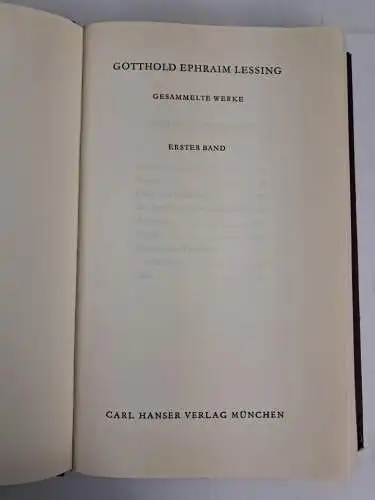 GOTTHOLD EPHRAIM LESSING
GESAMMELTE WERKE
ERSTER BAND
CARL HANSER VERLAG MÜNCHEN